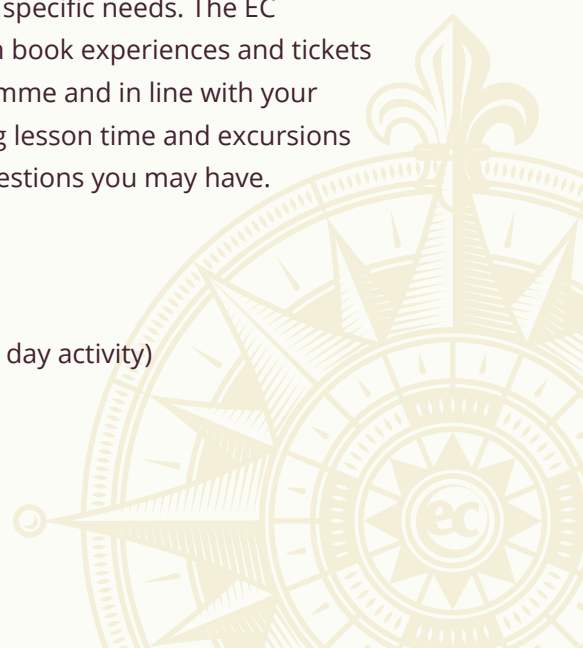 specific needs. The EC
book experiences and tickets
mme and in line with your
lesson time and excursions
estions you may have.
day activity)
ec